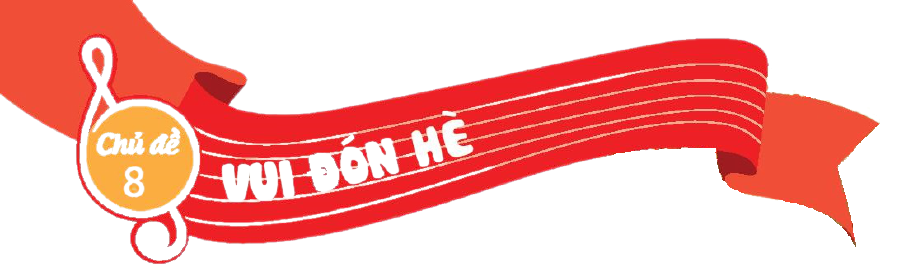 Chủ đề
8
VUI ĐÓN HÈ